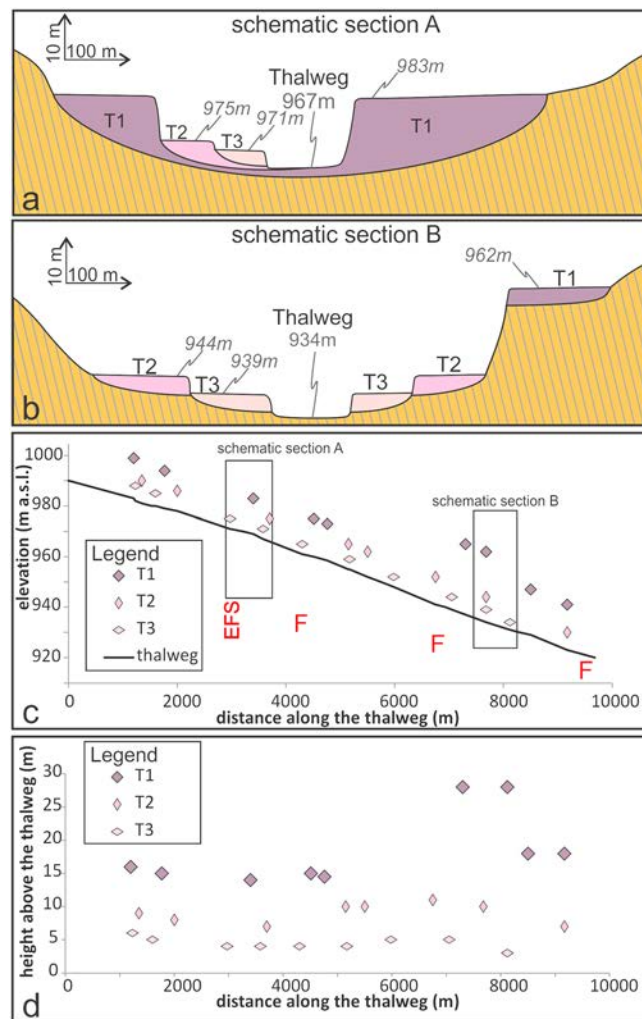 schematic section A
10 m
100 m
Thalweg
983m
975m
967m
971m
T1
T2
T3
T1
a
schematic section B
10 m
100 m
962m
T1
Thalweg
944m
939m
934m
T2
T3
T3
T2
b
1000
980
960
940
920
elevation (m a.s.l.)
schematic section A
schematic section B
Legend
T1
T2
T3
thalweg
EFS
F
F
F
0
2000
4000
6000
8000
10000
distance along the thalweg (m)
c
Legend
T1
T2
T3
30
25
20
15
10
5
0
height above the thalweg (m)
0
2000
4000
6000
8000
10000
distance along the thalweg (m)
d